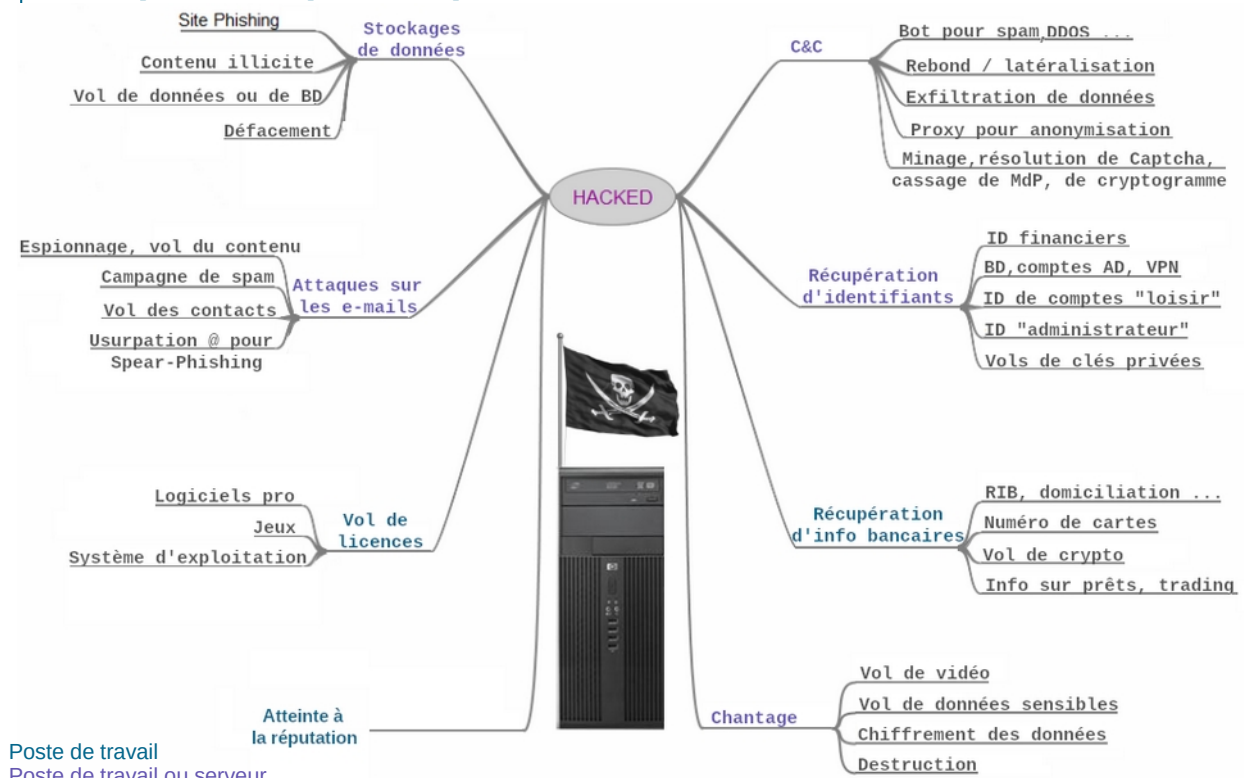 Site Phishing
Contenu illicite
Vol de données ou de BD
Défacement
Stockages
de données
C&C
Bot pour spam,DDOS ...
Rebond / latéralisation
Exfiltration de données
Proxy pour anonymisation
Minage,résolution de Captcha,
cassage de MdP, de cryptogramme
HACKED
Espionnage, vol du contenu
Campagne de spam
Vol des contacts
Usurpation @ pour
Spear-Phishing
Attaques sur
les e-mails
Récupération
d'identifiants
ID financiers
BD,comptes AD, VPN
ID de comptes "loisir"
ID "administrateur"
Vols de clés privées
Logiciels pro
Jeux
Système d'exploitation
Vol de
licences
Récupération
d'info bancaires
RIB, domiciliation ...
Numéro de cartes
Vol de crypto
Info sur prêts, trading
Atteinte à
la réputation
Chantage
Vol de vidéo
Vol de données sensibles
Chiffrement des données
Destruction
Poste de travail
Poste de travail ou serveur